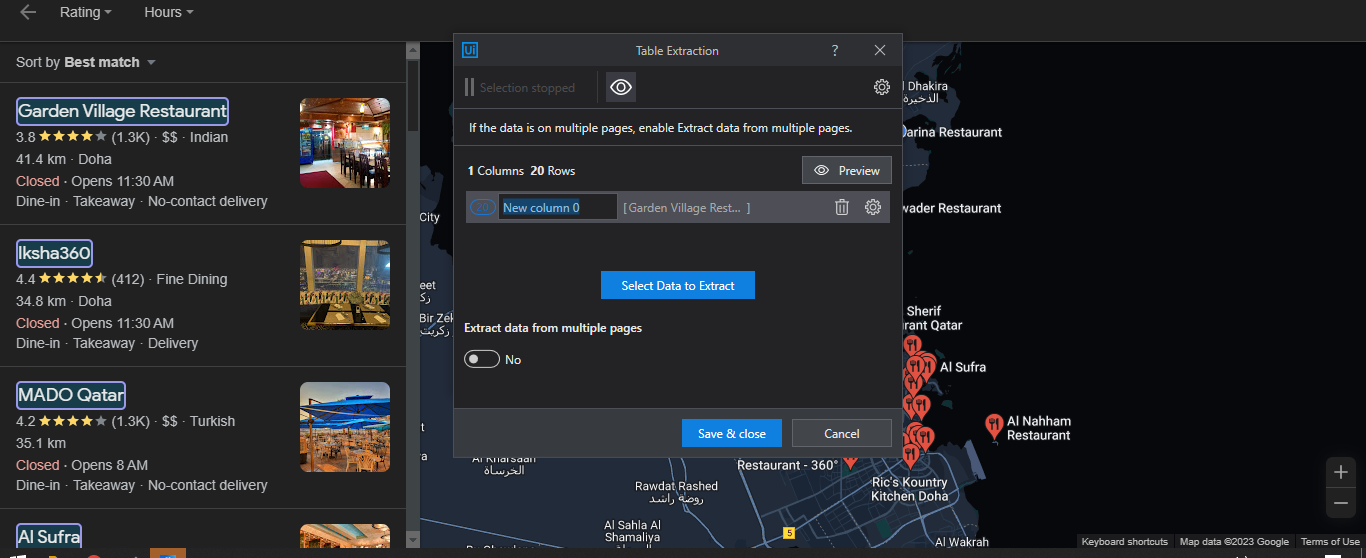 Rating
Hours
Sort by Best match
Garden Village Restaurant
3.8 (1.3K) · $$ · Indian
41.4 km · Doha
Closed · Opens 11:30 AM
Dine-in · Takeaway · No-contact delivery
Iksha360
4.4 (412) · Fine Dining
34.8 km · Doha
Closed · Opens 11:30 AM
Dine-in · Takeaway · Delivery
MADO Qatar
4.2 (1.3K) · $$ · Turkish
35.1 km
Closed · Opens 8 AM
Dine-in · Takeaway · No-contact delivery
Al Sufra
Ui
Table Extraction
?
Selection stopped
If the data is on multiple pages, enable Extract data from multiple pages.
1 Columns 20 Rows
Preview
20
New column 0
[ Garden Village Rest... ]
Select Data to Extract
Extract data from multiple pages
No
Save & close
Cancel
Dhakira
الذخيرة
arina Restaurant
wader Restaurant
City
eet
Bir Zek
زكريت
Sherif
rant Qatar
Al Sufra
Al Nahham
Restaurant
الخرساة
Restaurant - 360°
Rawdat Rashed
روضة راشد
Ric's Kountry
Kitchen Doha
5
Al Sahla Al
Shamaliya
Al Wakrah
Keyboard shortcuts
Map data ©2023 Google
Terms of Use